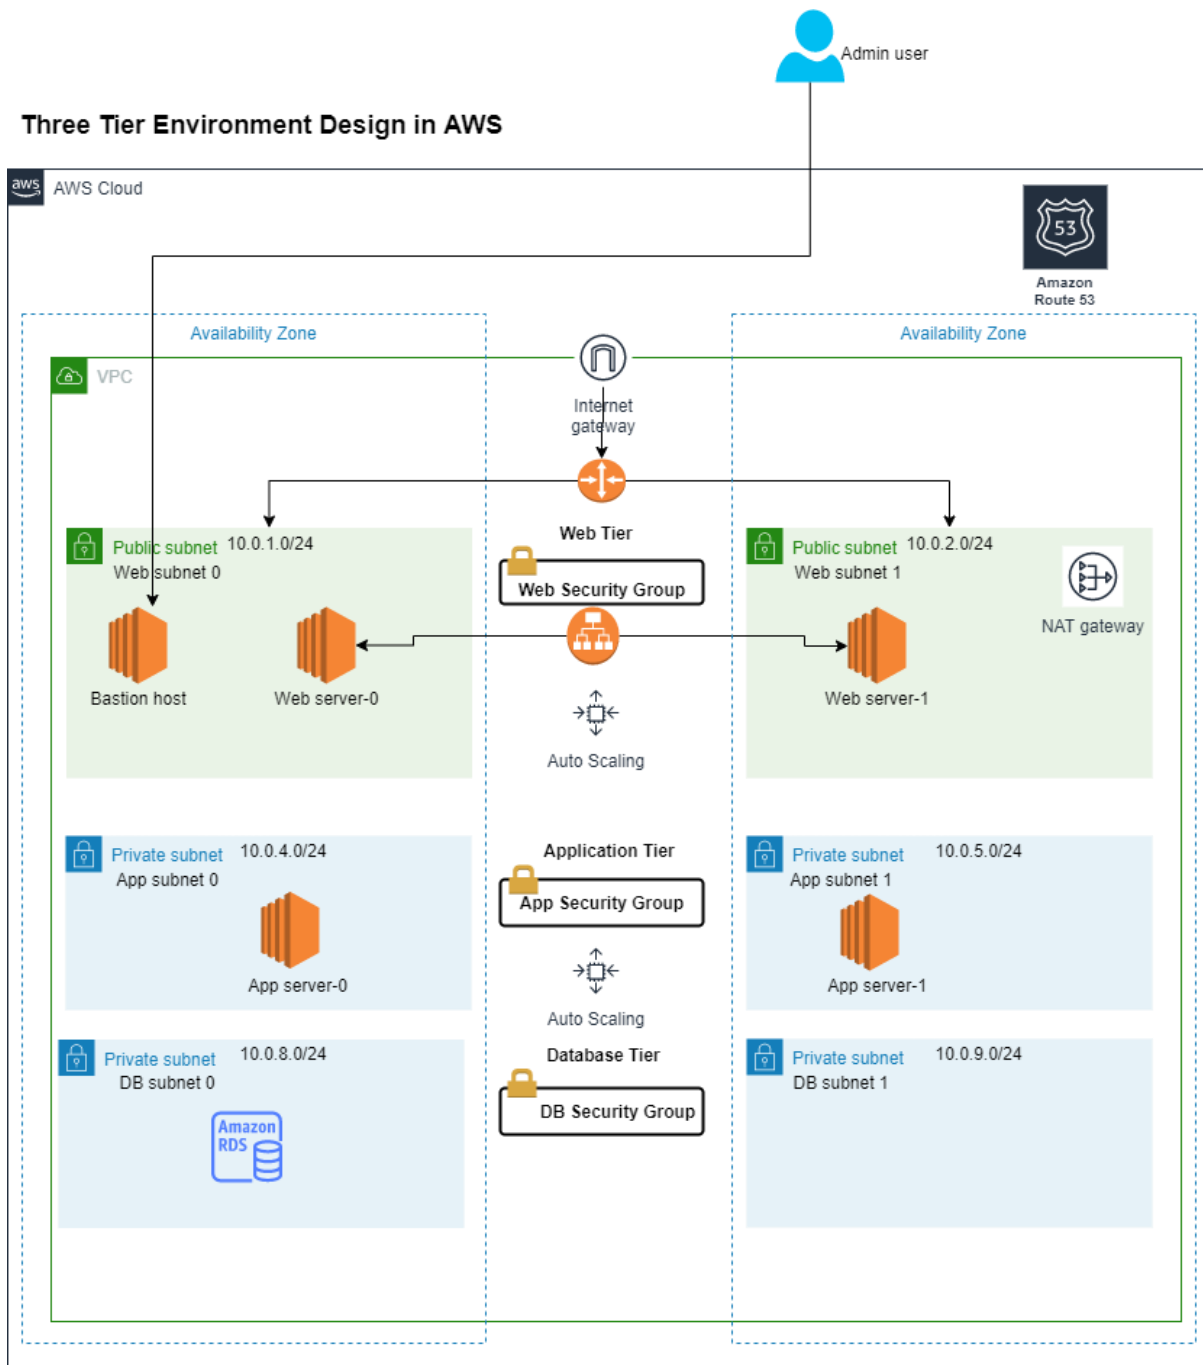 Admin user
Three Tier Environment Design in AWS
aws
AWS Cloud
53
Amazon
Route 53
Availability Zone
Availability Zone
VPC
Internet
gateway
Web Tier
Public subnet 10.0.1.0/24
Web subnet 0
Web Security Group
Public subnet 10.0.2.0/24
Web subnet 1
NAT gateway
Bastion host
Web server-0
Web server-1
Auto Scaling
Private subnet 10.0.4.0/24
App subnet 0
Application Tier
App Security Group
Private subnet 10.0.5.0/24
App subnet 1
App server-0
App server-1
Auto Scaling
Private subnet 10.0.8.0/24
DB subnet 0
Database Tier
DB Security Group
Private subnet 10.0.9.0/24
DB subnet 1
Amazon
RDS